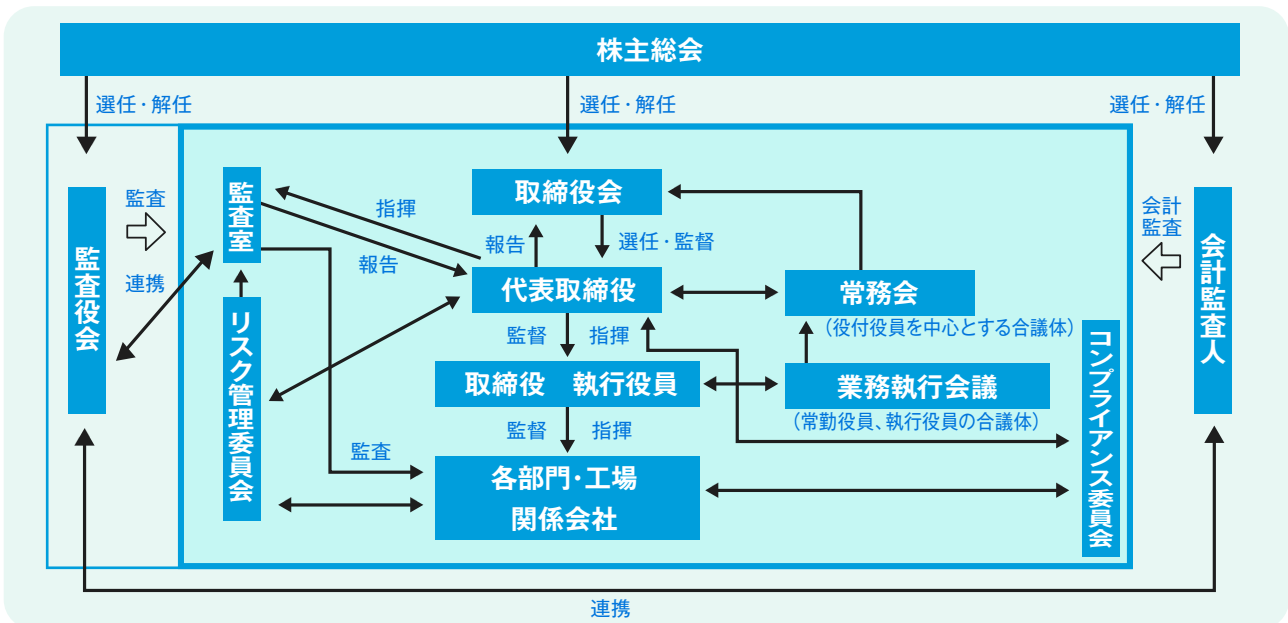 株主総会
選任・解任
選任・解任
選任・解任
監査役会
監査
連携
監査室
リスク管理委員会
指揮
報告
監査
取締役会
報告
選任・監督
代表取締役
監督
指揮
取締役　執行役員
監督
指揮
各部門・工場
関係会社
常務会
（役付役員を中心とする合議体）
業務執行会議
（常勤役員、執行役員の合議体）
コンプライアンス委員会
会計
監査
会計監査人
連携